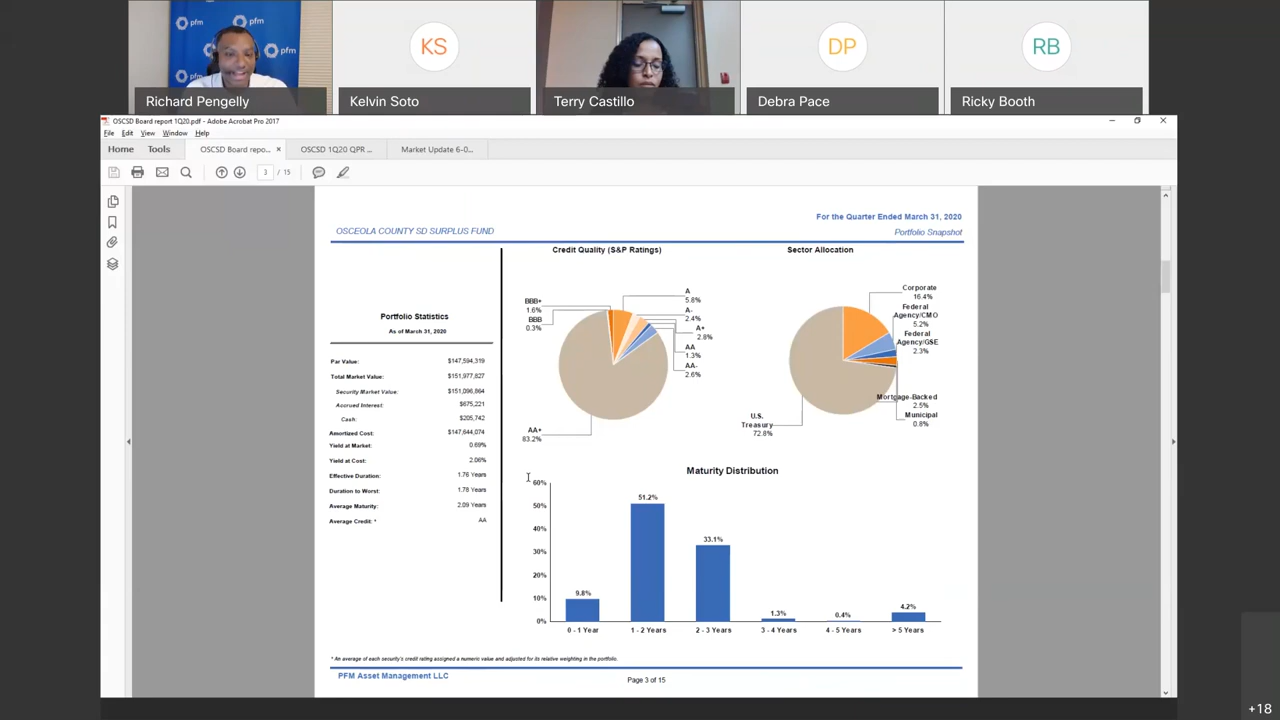 pfm
pfm
Richard Pengelly
KS
Kelvin Soto
Terry Castillo
DP
Debra Pace
RB
Ricky Booth
OSCSD Board report 1Q20.pdf - Adobe Acrobat Pro 2017
File Edit View Window Help
Home Tools OSCSD Board repo... × OSCSD 1Q20 QPR ... Market Update 6-0...
3 / 15
For the Quarter Ended March 31, 2020
OSCEOLA COUNTY SD SURPLUS FUND
Portfolio Snapshot
Portfolio Statistics
As of March 31, 2020
Par Value: $147,594,319
Total Market Value: $151,977,827
Security Market Value: $151,096,864
Accrued Interest: $675,221
Cash: $205,742
Amortized Cost: $147,644,074
Yield at Market: 0.69%
Yield at Cost: 2.06%
Effective Duration: 1.76 Years
Duration to Worst: 1.78 Years
Average Maturity: 2.09 Years
Average Credit: * AA
Credit Quality (S&P Ratings)
BBB+
1.6%
BBB
0.3%
A
5.8%
A-
2.4%
A+
2.8%
AA
1.3%
AA-
2.6%
AA+
83.2%
Sector Allocation
Corporate
16.4%
Federal
Agency/CMO
5.2%
Federal
Agency/GSE
2.3%
Mortgage-Backed
2.5%
Municipal
0.8%
U.S.
Treasury
72.8%
Maturity Distribution
60%
50%
40%
30%
20%
10%
0%
9.8%
51.2%
33.1%
1.3%
0.4%
4.2%
0 - 1 Year 1 - 2 Years 2 - 3 Years 3 - 4 Years 4 - 5 Years > 5 Years
* An average of each security's credit rating assigned a numeric value and adjusted for its relative weighting in the portfolio.
PFM Asset Management LLC
Page 3 of 15
+18